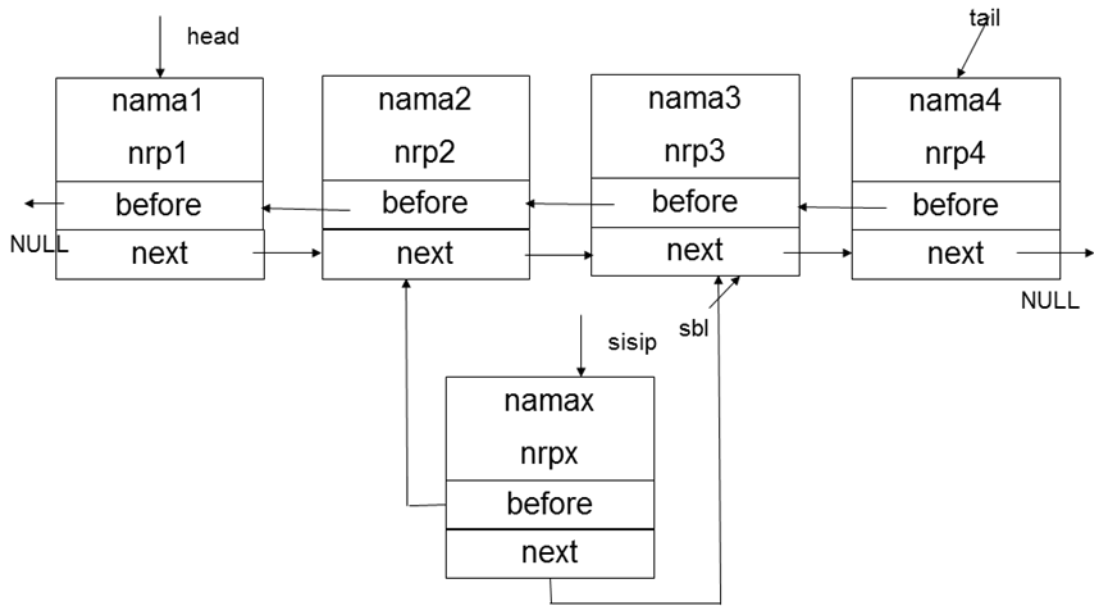 head
tail
nama1
nrp1
before
next
NULL
nama2
nrp2
before
next
nama3
nrp3
before
next
nama4
nrp4
before
next
NULL
sbl
sisip
namax
nrpx
before
next